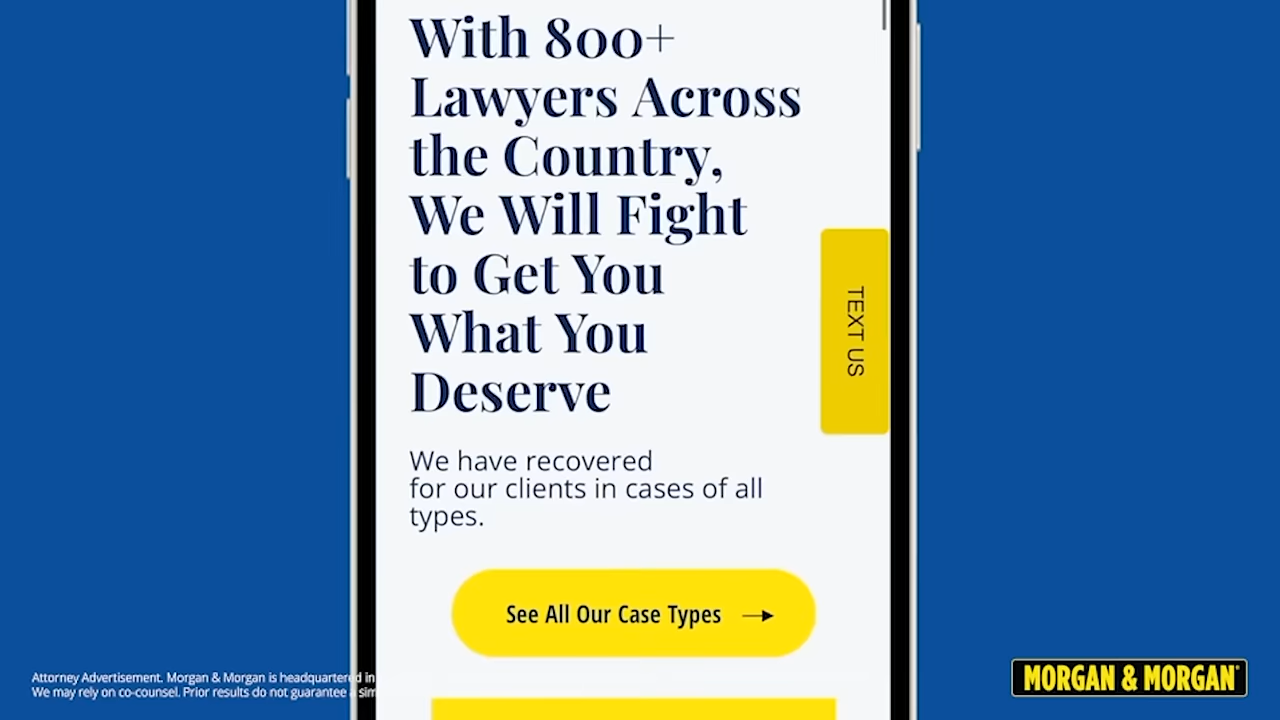 With 800+
Lawyers Across
the Country,
We Will Fight
to Get You
What You
Deserve
TEXT US
We have recovered
for our clients in cases of all
types.
See All Our Case Types
Attorney Advertisement. Morgan & Morgan is headquartered in
We may rely on co-counsel. Prior results do not guarantee a sim
MORGAN & MORGAN